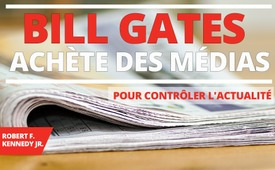 BILL GATES
ACHÈTE DES MÉDIAS
POUR CONTRÔLER L'ACTUALITÉ
ROBERT F.
KENNEDY JR.